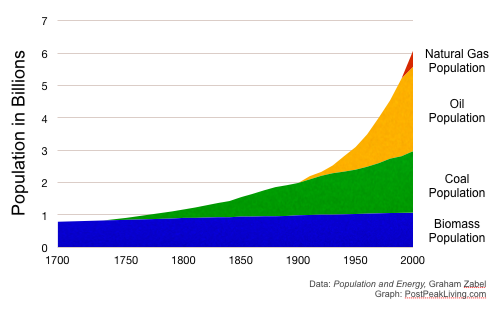 Population in Billions
7
6
5
4
3
2
1
0
1700
1750
1800
1850
1900
1950
2000
Natural Gas
Population
Oil
Population
Coal
Population
Biomass
Population
Data: Population and Energy, Graham Zabel
Graph: PostPeakLiving.com